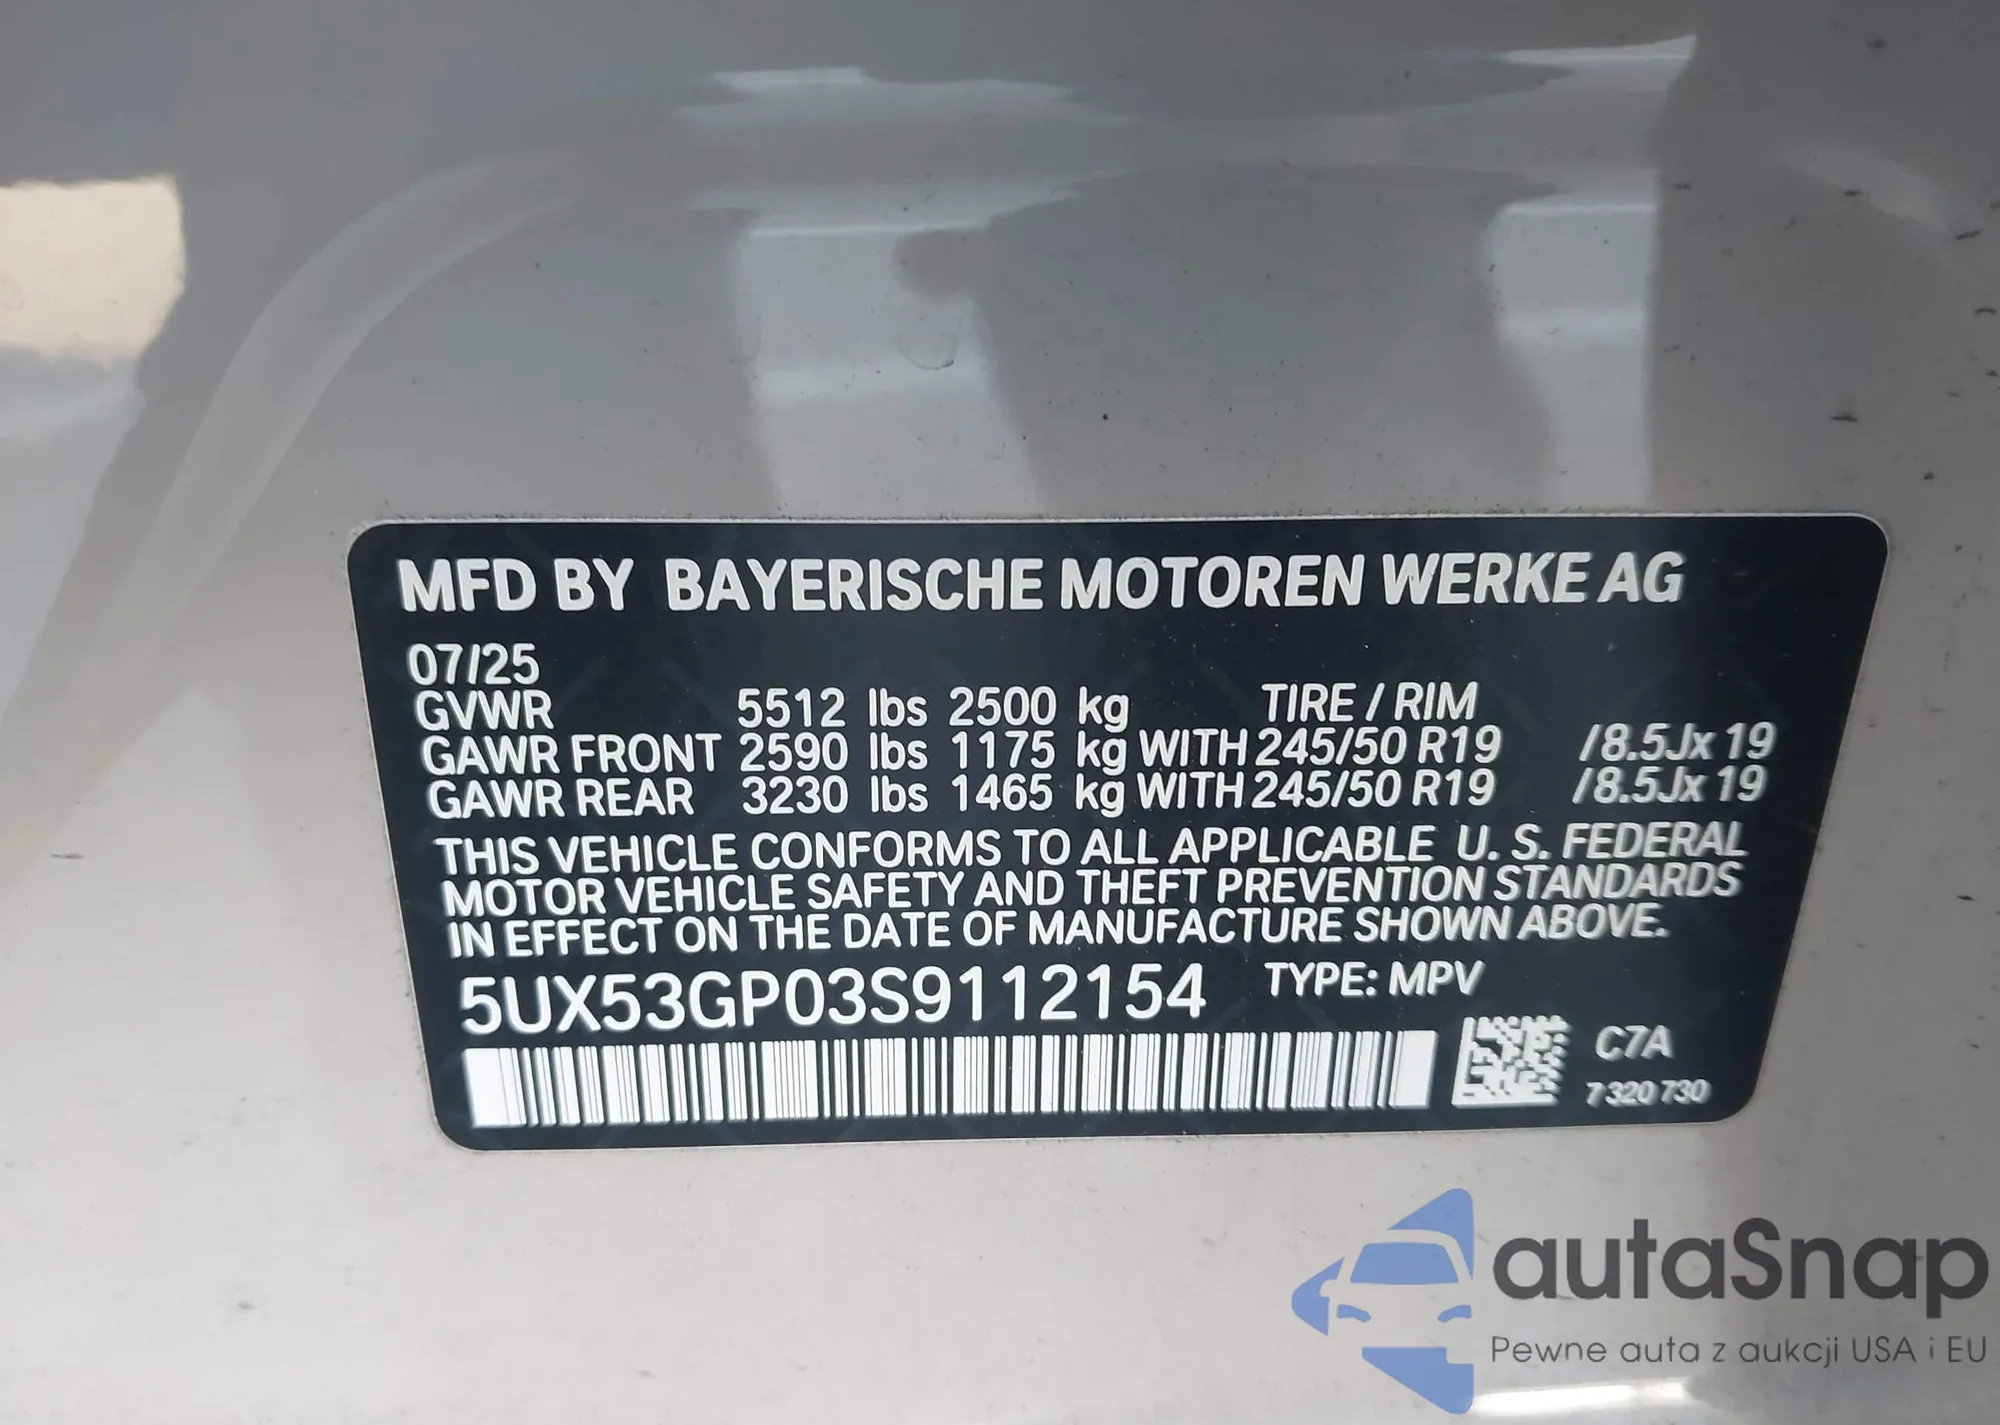 MFD BY BAYERISCHE MOTOREN WERKE AG
07/25
GVWR 5512 lbs 2500 kg TIRE / RIM
GAWR FRONT 2590 lbs 1175 kg WITH 245/50 R19 /8.5Jx 19
GAWR REAR 3230 lbs 1465 kg WITH 245/50 R19 /8.5Jx 19
THIS VEHICLE CONFORMS TO ALL APPLICABLE U. S. FEDERAL
MOTOR VEHICLE SAFETY AND THEFT PREVENTION STANDARDS
IN EFFECT ON THE DATE OF MANUFACTURE SHOWN ABOVE.
5UX53GP03S9112154 TYPE: MPV
C7A
7 320 730
autaSnap
Pewne auta z aukcji USA i EU